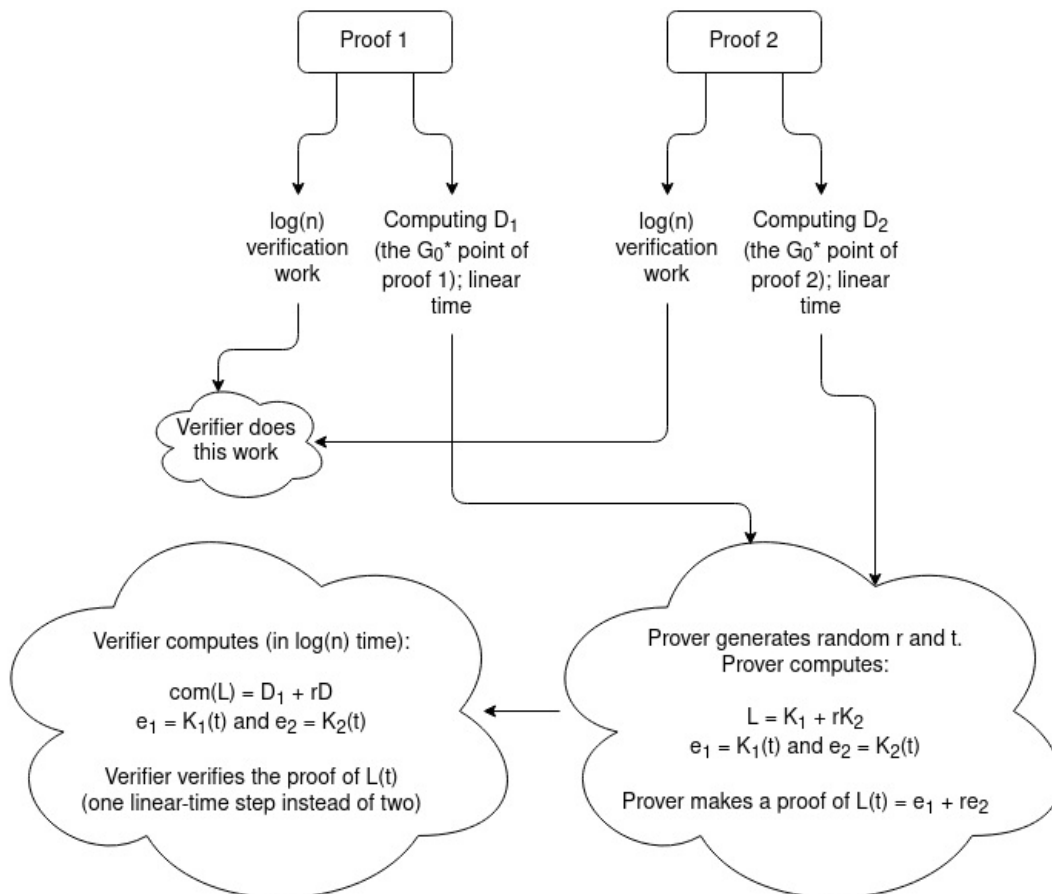 Proof 1
Proof 2
log(n)
verification
work
Computing D₁
(the G₀* point of
proof 1); linear
time
log(n)
verification
work
Computing D₂
(the G₀* point of
proof 2); linear
time
Verifier does
this work
Verifier computes (in log(n) time):
com(L) = D₁ + rD
e₁ = K₁(t) and e₂ = K₂(t)
Verifier verifies the proof of L(t)
(one linear-time step instead of two)
Prover generates random r and t.
Prover computes:
L = K₁ + rK₂
e₁ = K₁(t) and e₂ = K₂(t)
Prover makes a proof of L(t) = e₁ + re₂